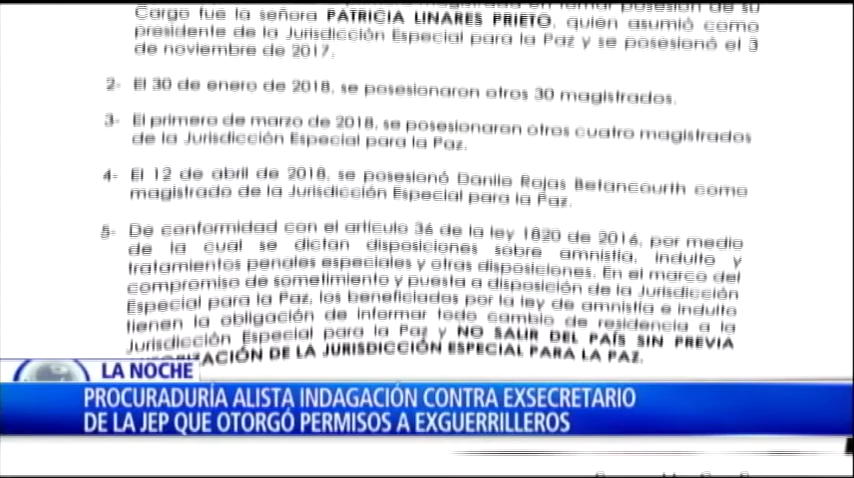 Cargo fue la señora PATRICIA LINARES PRIETO, quien asumió como
presidente de la Jurisdicción Especial para la Paz y se posesionó el 3
de noviembre de 2017.
2- El 30 de enero de 2018, se posesionaron otros 30 magistrados.
3- El primero de marzo de 2018, se posesionaron otros cuatro magistrados
de la Jurisdicción Especial para la Paz.
4- El 12 de abril de 2018, se posesionó Danilo Rojas Betancourth como
magistrado de la Jurisdicción Especial para la Paz.
5- De conformidad con el artículo 36 de la ley 1820 de 2016, por medio
de la cual se dictan disposiciones sobre amnistía, indulto y
tratamientos penales especiales y otras disposiciones. En el marco del
compromiso de sometimiento y puesta a disposición de la Jurisdicción
Especial para la Paz, los beneficiados por la ley de amnistía e indulto
tienen la obligación de informar todo cambio de residencia a la
Jurisdicción Especial para la Paz y NO SALIR DEL PAÍS SIN PREVIA
DE LA JURISDICCIÓN ESPECIAL PARA LA PAZ.
LA NOCHE
PROCURADURÍA ALISTA INDAGACIÓN CONTRA EXSECRETARIO
DE LA JEP QUE OTORGÓ PERMISOS A EXGUERRILLEROS